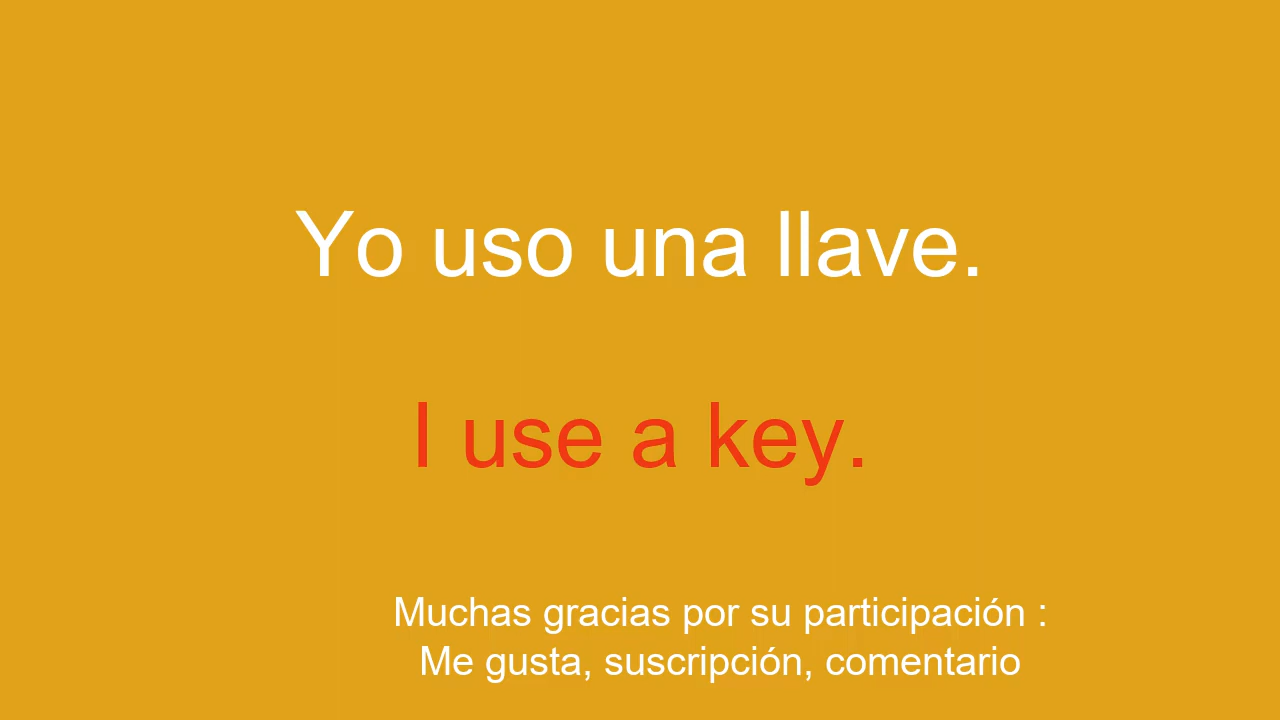 Yo uso una llave.
I use a key.
Muchas gracias por su participación :
Me gusta, suscripción, comentario